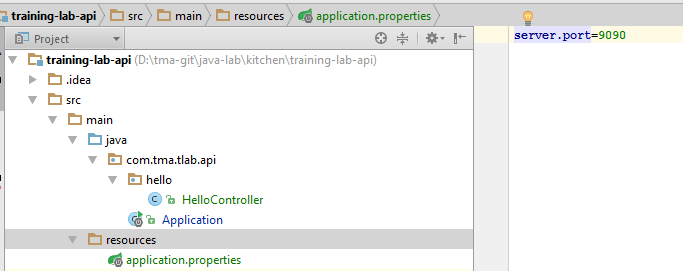 training-lab-api src main resources application.properties
Project
server.port=9090
training-lab-api (D:\tma-git\java-lab\kitchen\training-lab-api)
.idea
src
main
java
com.tma.tlab.api
hello
HelloController
Application
resources
application.properties